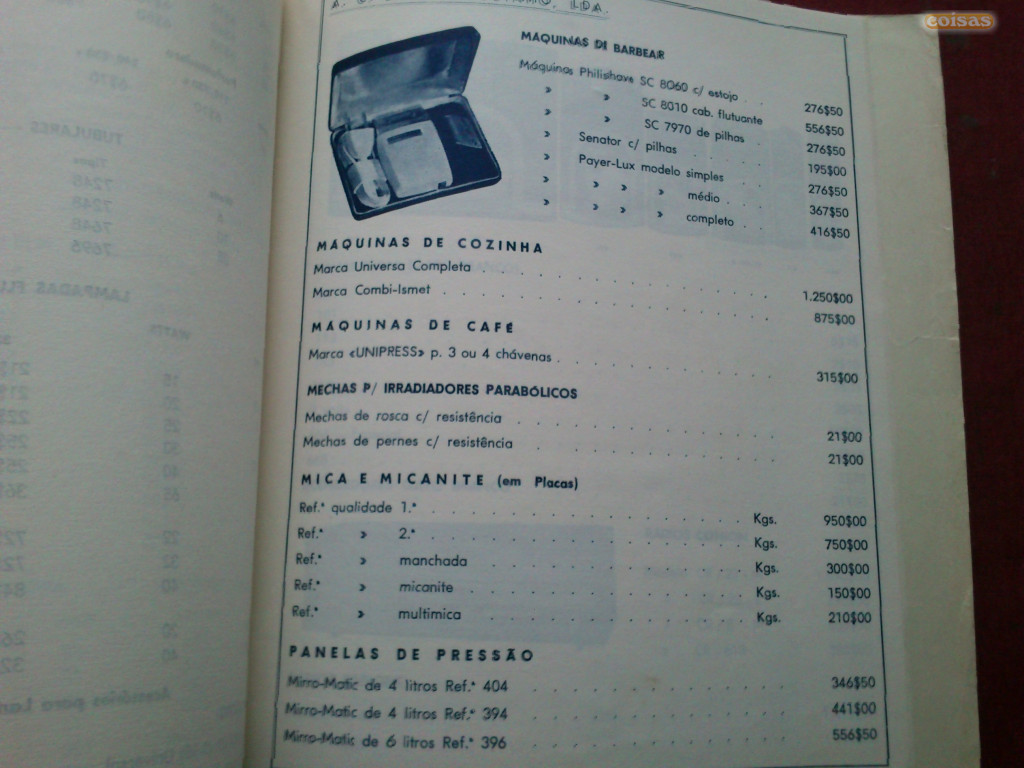 coisas
LDA.
MAQUINAS DE BARBEAR
Máquinas Philishave SC 8060 c/ estojo . . 276$50
» » SC 8010 cab. flutuante 556$50
» » SC 7970 de pilhas . 276$50
» Senator c/ pilhas . . . . . 195$00
» Payer-Lux modelo simples . . 276$50
» » » » médio . . . 367$50
» » » » completo . . 416$50
MÁQUINAS DE COZINHA
Marca Universa Completa . . . . . . . . . . . . 1.250$00
Marca Combi-Ismet . . . . . . . . . . . . . 875$00
MÁQUINAS DE CAFÉ
Marca «UNIPRESS» p. 3 ou 4 chávenas . . . . . . . . . 315$00
MECHAS P/ IRRADIADORES PARABÓLICOS
Mechas de rosca c/ resistência . . . . . . . . . . . 21$00
Mechas de pernes c/ resistência . . . . . . . . . . 21$00
MICA E MICANITE (em Placas)
Ref.ª qualidade 1.ª . . . . . . . . . . . . Kgs. 950$00
Ref.ª » 2.ª . . . . . . . . . . . . Kgs. 750$00
Ref.ª » manchada . . . . . . . . . . Kgs. 300$00
Ref.ª » micanite . . . . . . . . . . Kgs. 150$00
Ref.ª » multimica . . . . . . . . . . Kgs. 210$00
PANELAS DE PRESSÃO
Mirro-Matic de 4 litros Ref.ª 404 . . . . . . . . . . 346$50
Mirro-Matic de 4 litros Ref.ª 394 . . . . . . . . . . 441$00
Mirro-Matic de 6 litros Ref.ª 396 . . . . . . . . . . 556$50